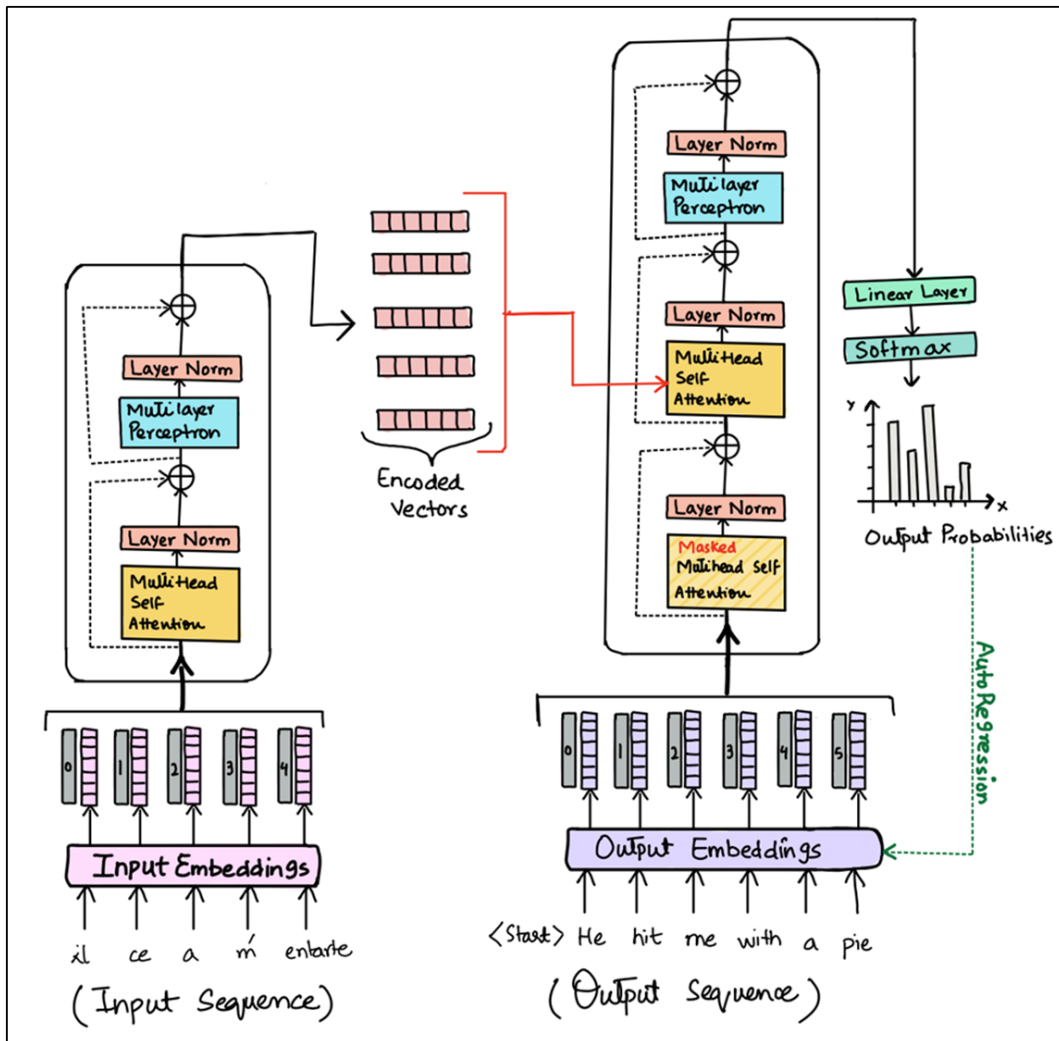 Layer Norm
Multilayer
Perceptron
Layer Norm
MultiHead
Self
Attention
0 1 2 3 4
Input Embeddings
il ce a ḿ entarte
(Input Sequence)
Encoded
Vectors
Layer Norm
Multilayer
Perceptron
Layer Norm
MultiHead
Self
Attention
Layer Norm
Masked
Multihead Self
Attention
0 1 2 3 4 5
Output Embeddings
<Start> He hit me with a pie
(Output Sequence)
Linear Layer
Softmax
Y
X
Output Probabilities
AutoRegression